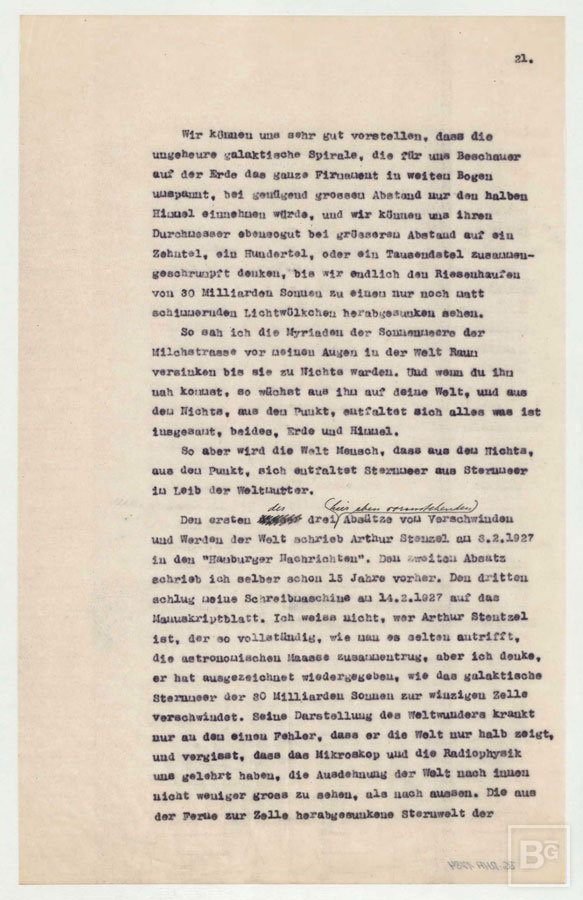 21.
Wir können uns sehr gut vorstellen, dass die
ungeheure galaktische Spirale, die für uns Beschauer
auf der Erde das ganze Firmament in weiten Bogen
umspannt, bei genügend grossem Abstand nur den halben
Himmel einnehmen würde, und wir können uns ihren
Durchmesser ebensogut bei grösserem Abstand auf ein
Zehntel, ein Hundertel, oder ein Tausendstel zusammen-
geschrumpft denken, bis wir endlich den Riesenhaufen
von 30 Milliarden Sonnen zu einem nur noch matt
schimmernden Lichtwölkchen herabgesunken sehen.
So sah ich die Myriaden der Sonnenmeere der
Milchstrasse vor meinen Augen in der Welt Raum
versinken bis sie zu Nichts warden. Und wenn du ihm
nah kommst, so wächst aus ihm auf deine Welt, und aus
dem Nichts, aus dem Punkt, entfaltet sich alles was ist
insgesamt, beides, Erde und Himmel.
So aber wird die Welt Mensch, dass aus dem Nichts,
aus dem Punkt, sich entfaltet Sternmeer aus Sternmeer
im Leib der Weltmutter.
Den ersten der drei (hier oben voranstehenden) Absätze vom Verschwinden
und Werden der Welt schrieb Arthur Stenzel am 8.2.1927
in den "Hamburger Nachrichten". Den zweiten Absatz
schrieb ich selber schon 15 Jahre vorher. Den dritten
schlug meine Schreibmaschine am 14.2.1927 auf das
Manuskriptblatt. Ich weiss nicht, wer Arthur Stentzel
ist, der so vollständig, wie man es selten antrifft,
die astronomischen Maasse zusammentrug, aber ich denke,
er hat ausgezeichnet wiedergegeben, wie das galaktische
Sternmeer der 30 Milliarden Sonnen zur winzigen Zelle
verschwindet. Seine Darstellung des Weltwunders krankt
nur an dem einen Fehler, dass er die Welt nur halb zeigt,
und vergisst, dass das Mikroskop und die Radiophysik
uns gelehrt haben, die Ausdehnung der Welt nach innen
nicht weniger gross zu sehen, als nach aussen. Die aus
der Ferne zur Zelle herabgesunkene Sternwelt der
BG